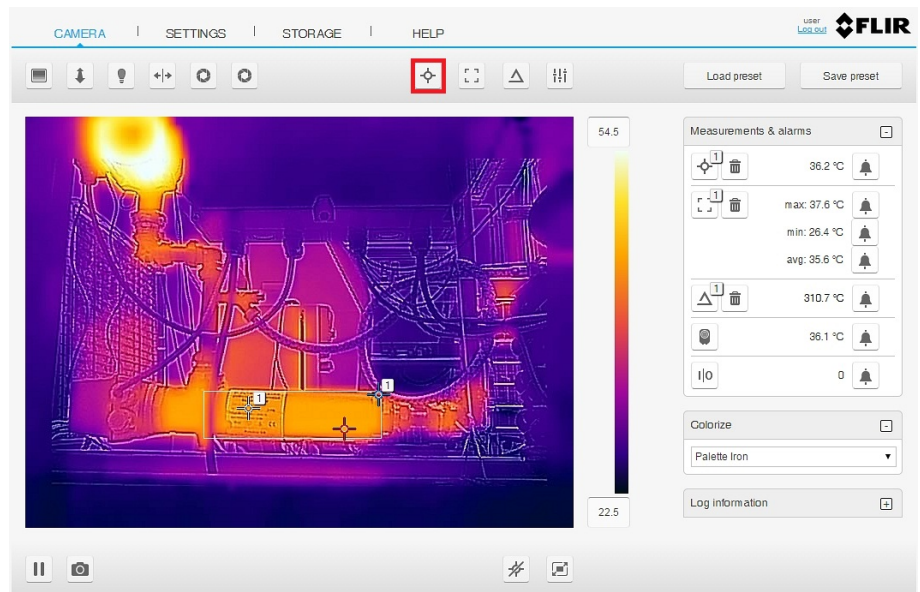 CAMERA SETTINGS STORAGE HELP
user
Log out
FLIR
Load preset Save preset
54.5
22.5
1
1
Measurements & alarms
1 36.2 °C
1 max: 37.6 °C
min: 26.4 °C
avg: 35.6 °C
1 310.7 °C
36.1 °C
I|O 0
Colorize
Palette Iron
Log information